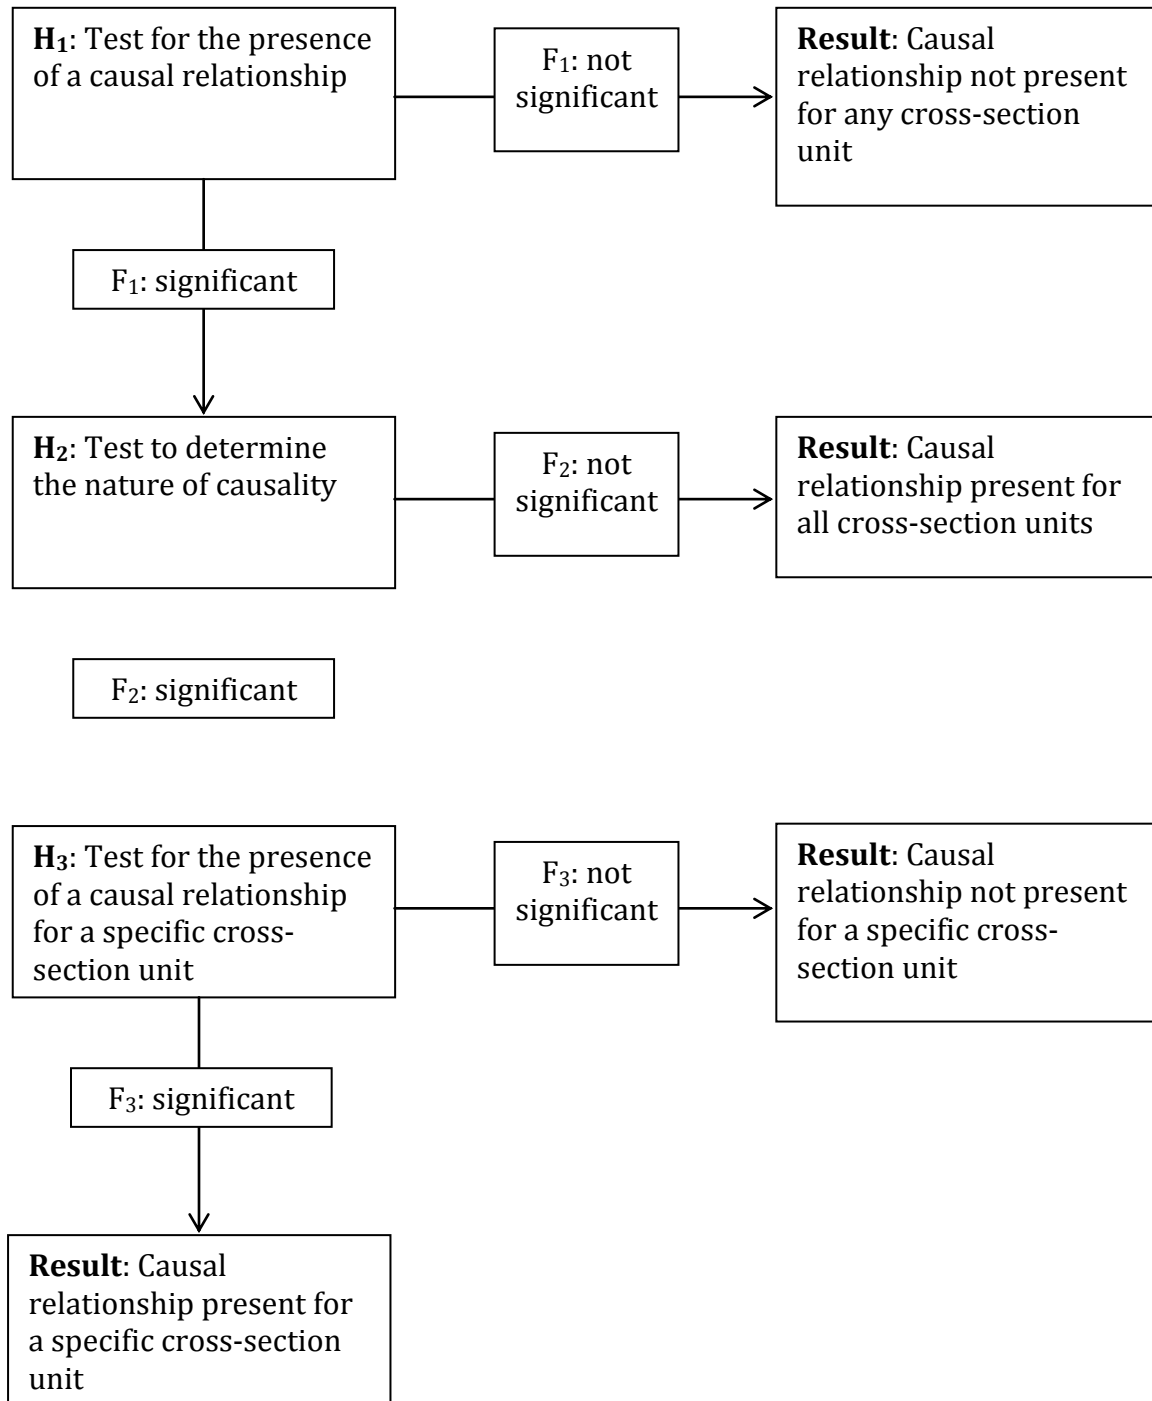 H₁: Test for the presence
of a causal relationship
F₁: not
significant
Result: Causal
relationship not present
for any cross-section
unit
F₁: significant
H₂: Test to determine
the nature of causality
F₂: not
significant
Result: Causal
relationship present for
all cross-section units
F₂: significant
H₃: Test for the presence
of a causal relationship
for a specific cross-
section unit
F₃: not
significant
Result: Causal
relationship not present
for a specific cross-
section unit
F₃: significant
Result: Causal
relationship present for
a specific cross-section
unit